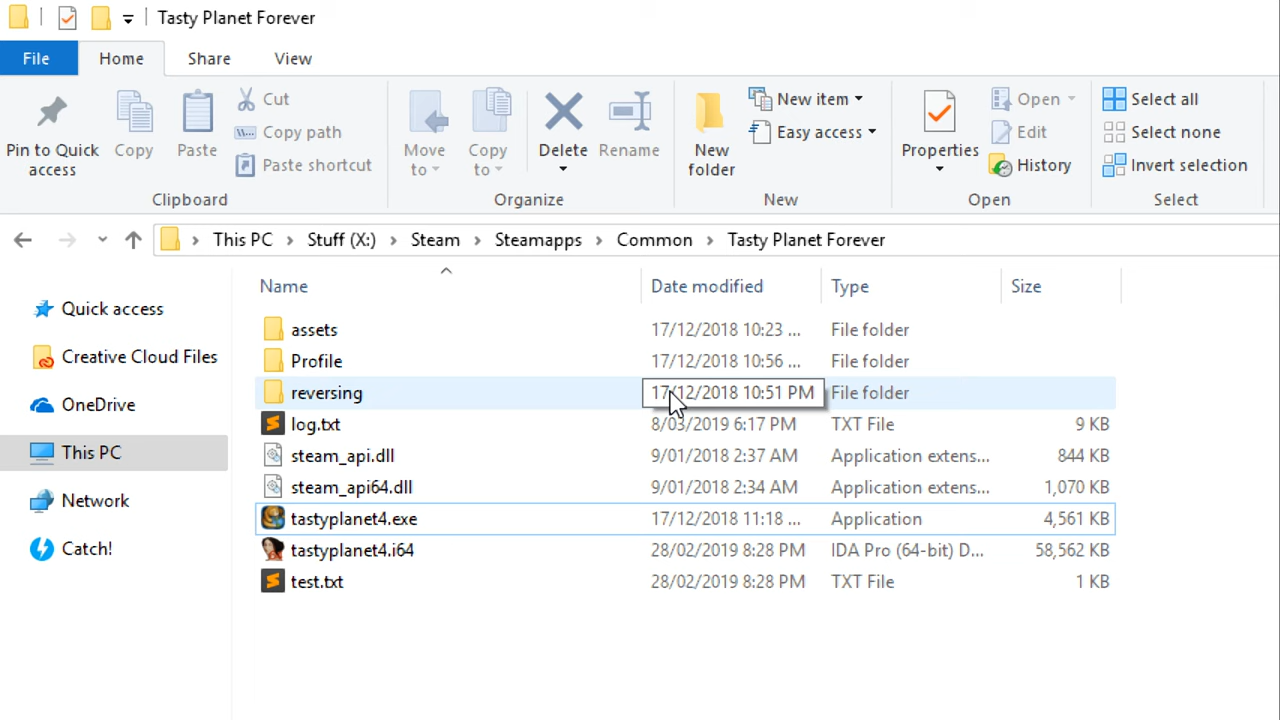 Tasty Planet Forever
File Home Share View
Pin to Quick access
Copy
Paste
Cut
Copy path
Paste shortcut
Clipboard
Move to
Copy to
Delete
Rename
Organize
New folder
New item
Easy access
New
Properties
Open
Edit
History
Open
Select all
Select none
Invert selection
Select
This PC > Stuff (X:) > Steam > Steamapps > Common > Tasty Planet Forever
Quick access
Creative Cloud Files
OneDrive
This PC
Network
Catch!
Name Date modified Type Size
assets 17/12/2018 10:23 ... File folder
Profile 17/12/2018 10:56 ... File folder
reversing 17/12/2018 10:51 PM File folder
log.txt 8/03/2019 6:17 PM TXT File 9 KB
steam_api.dll 9/01/2018 2:37 AM Application extens... 844 KB
steam_api64.dll 9/01/2018 2:34 AM Application extens... 1,070 KB
tastyplanet4.exe 17/12/2018 11:18 ... Application 4,561 KB
tastyplanet4.i64 28/02/2019 8:28 PM IDA Pro (64-bit) D... 58,562 KB
test.txt 28/02/2019 8:28 PM TXT File 1 KB